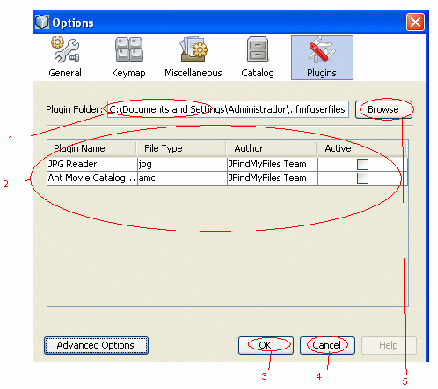 Options
General Keymap Miscellaneous Catalog Plugins
Plugin Folder: C:\Documents and Settings\Administrador\.jfmfuserfiles Browse
1
Plugin Name File Type Author Active
JPG Reader jpg JFindMyFiles Team
2 Ant Movie Catalog ... amc JFindMyFiles Team
Advanced Options OK Cancel Help
3 4 5